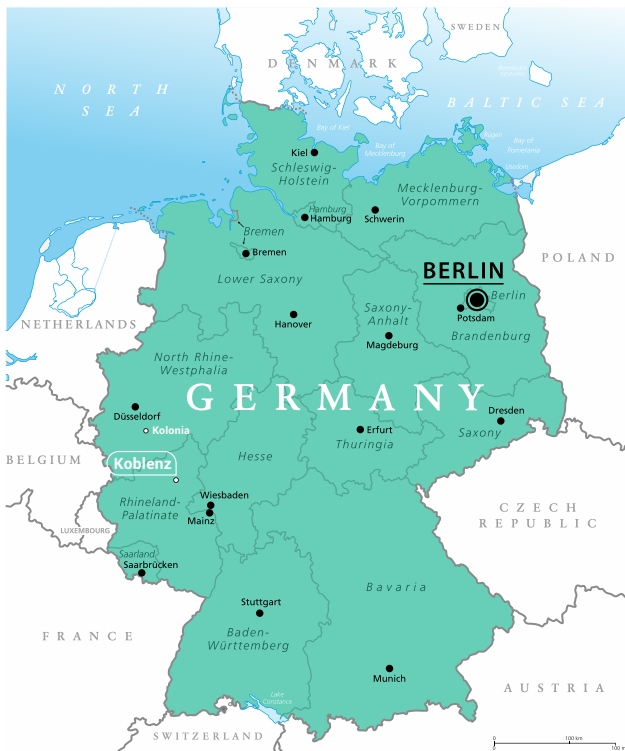 SWEDEN
DENMARK
NORTH
SEA
BALTIC SEA
Bay of Kiel
Bay of
Mecklenburg
Rügen
Bay of
Pomerania
Usedom
Kiel
Schleswig-
Holstein
Mecklenburg-
Vorpommern
Hamburg
Hamburg
Schwerin
Bremen
Bremen
POLAND
BERLIN
Berlin
Lower Saxony
Potsdam
Saxony-
Anhalt
Hanover
Brandenburg
NETHERLANDS
Magdeburg
North Rhine-
Westphalia
GERMANY
Düsseldorf
Dresden
Kolonia
Erfurt
Saxony
Thuringia
BELGIUM
Koblenz
Hesse
Wiesbaden
Rhineland-
Palatinate
Mainz
CZECH
REPUBLIC
LUXEMBOURG
Saarland
Saarbrücken
Bavaria
Stuttgart
FRANCE
Baden-
Württemberg
Munich
AUSTRIA
Lake
Constance
SWITZERLAND
0
100 km
0
100 m